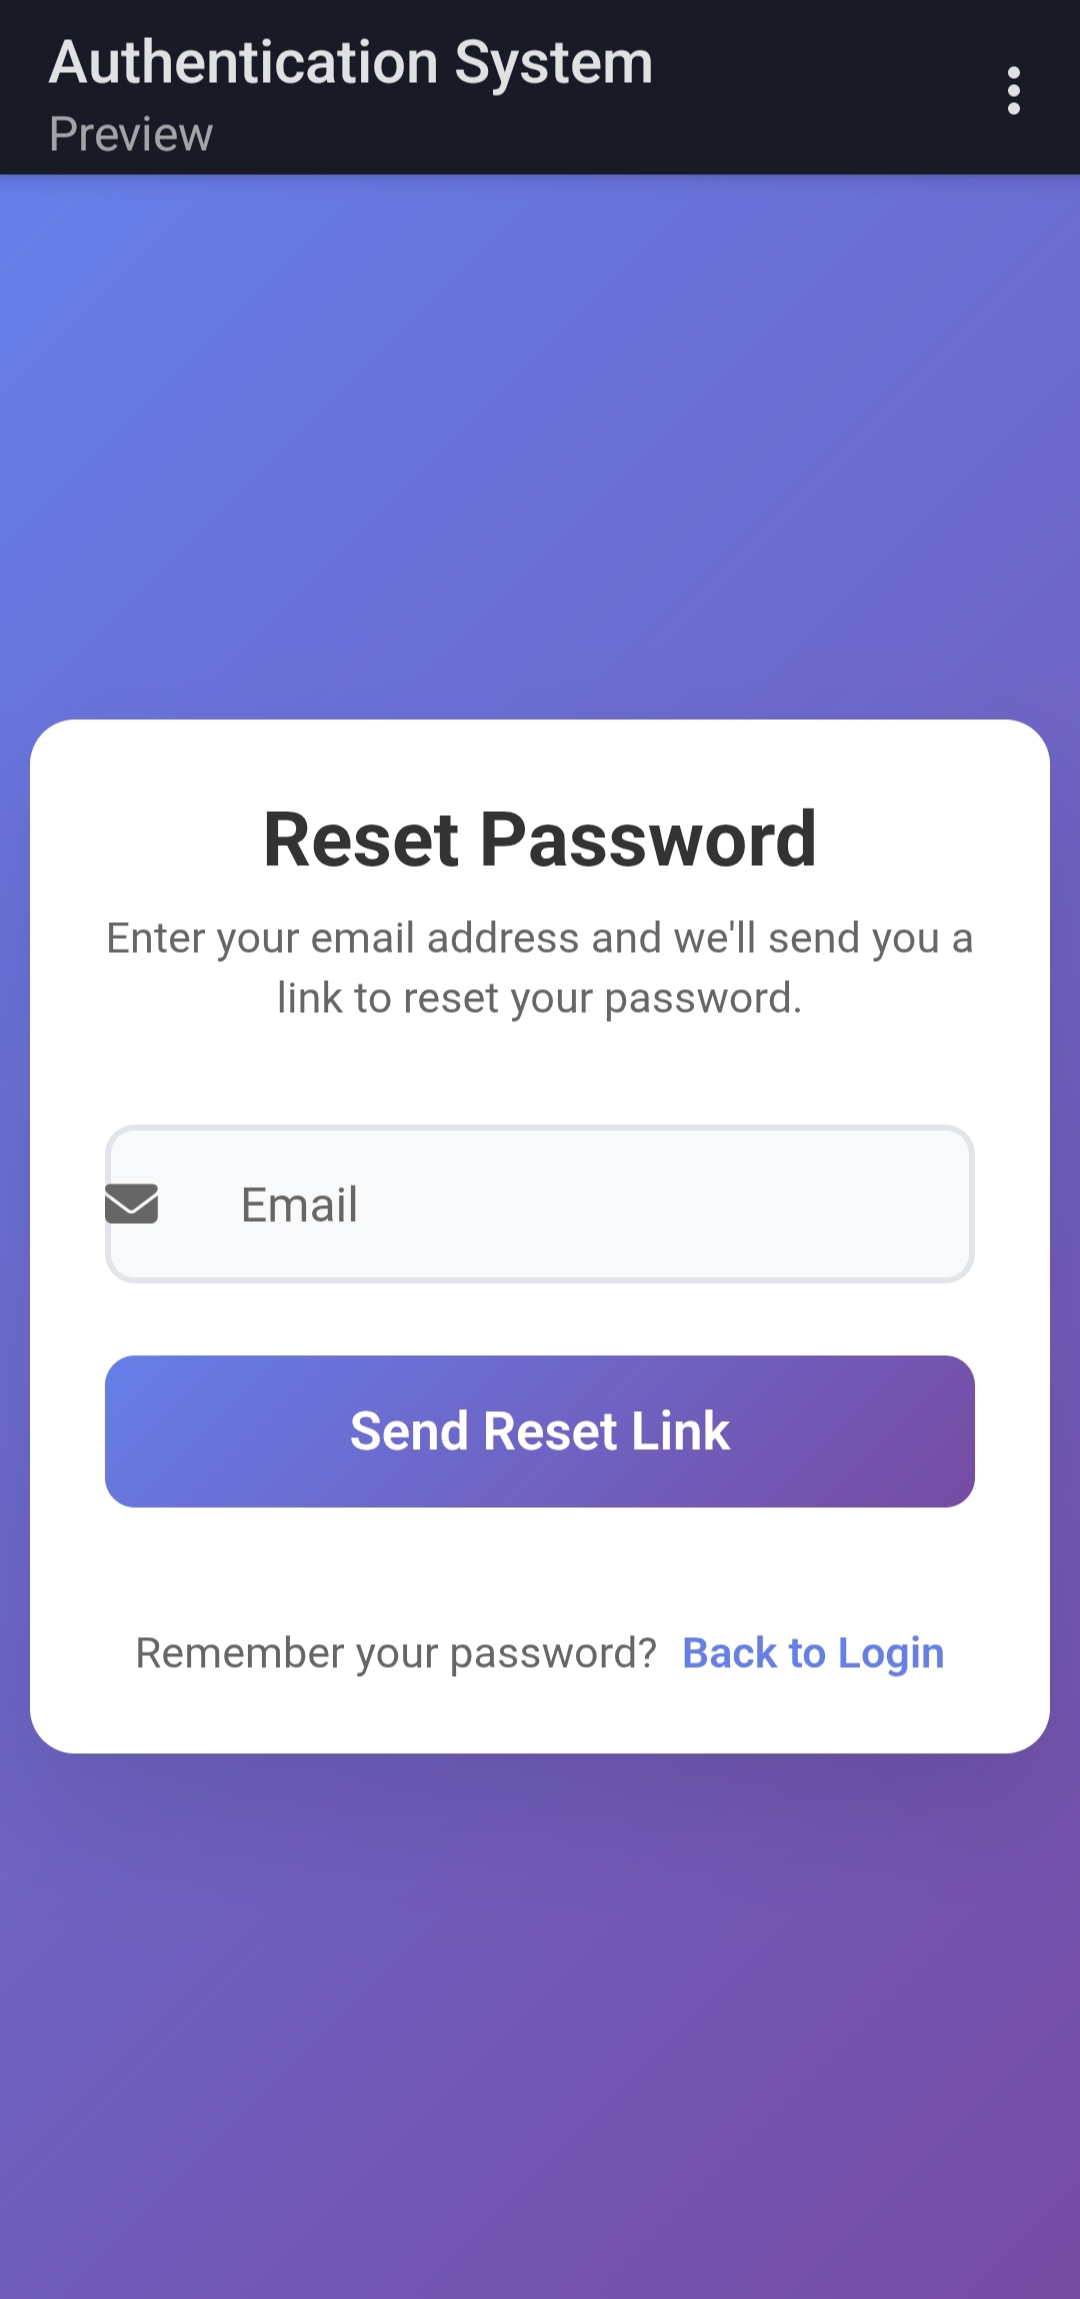 Authentication System
Preview
Reset Password
Enter your email address and we'll send you a
link to reset your password.
Email
Send Reset Link
Remember your password? Back to Login